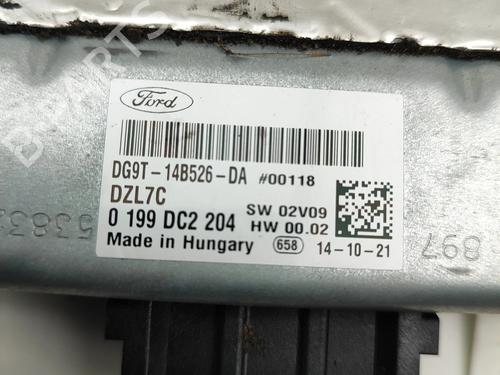 Ford
DG9T-14B526-DA #00118
DZL7C
0 199 DC2 204 SW 02V09
HW 00.02
Made in Hungary 658 14-10-21
897